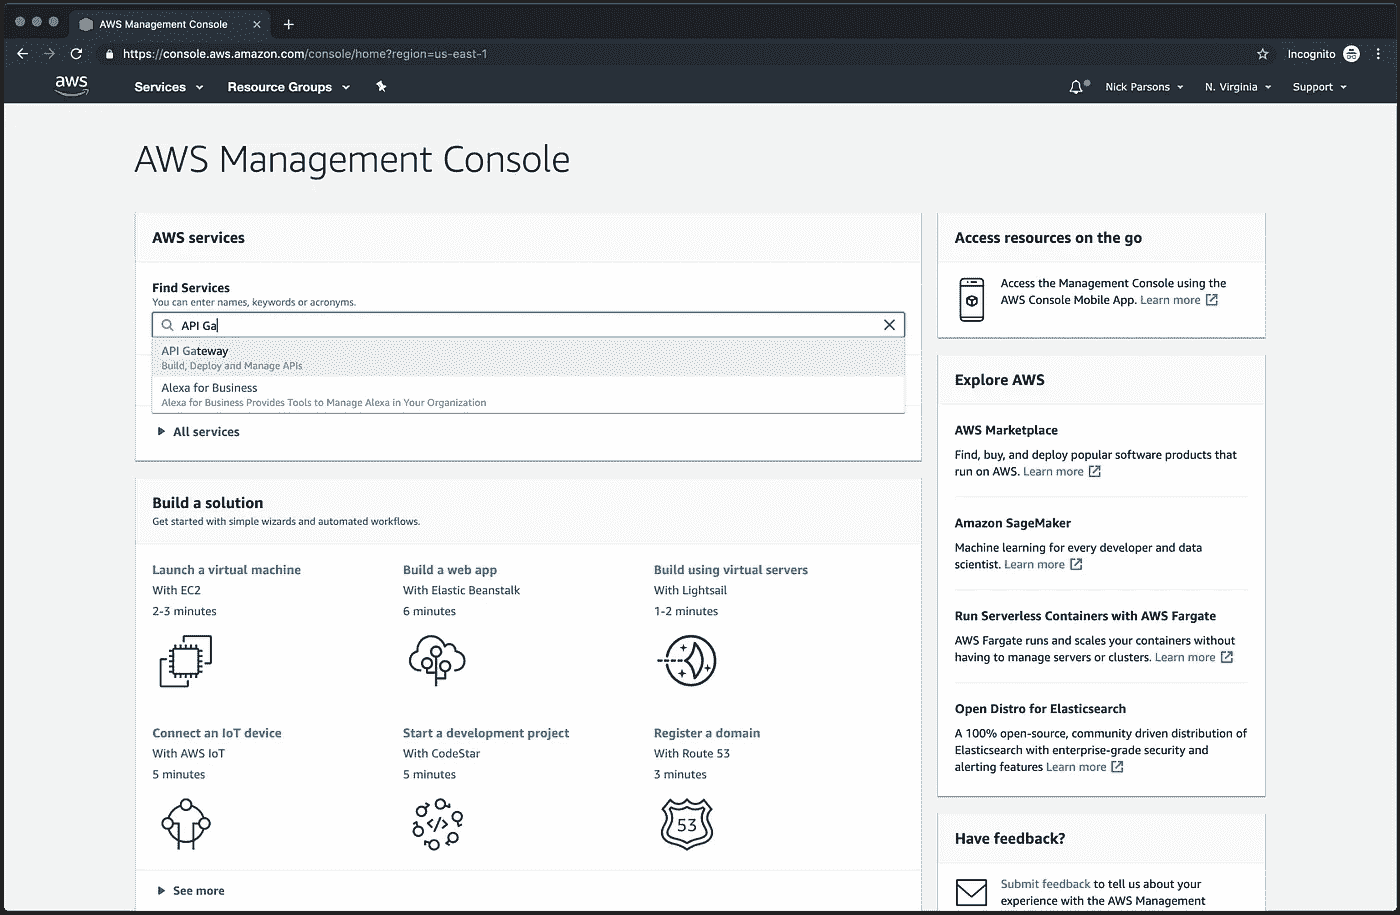 AWS Management Console
https://console.aws.amazon.com/console/home?region=us-east-1
Incognito
aws
Services
Resource Groups
Nick Parsons
N. Virginia
Support
AWS Management Console
AWS services
Find Services
You can enter names, keywords or acronyms.
API Ga
API Gateway
Build, Deploy and Manage APIs
Alexa for Business
Alexa for Business Provides Tools to Manage Alexa in Your Organization
All services
Build a solution
Get started with simple wizards and automated workflows.
Launch a virtual machine
With EC2
2-3 minutes
Build a web app
With Elastic Beanstalk
6 minutes
Build using virtual servers
With Lightsail
1-2 minutes
Connect an IoT device
With AWS IoT
5 minutes
Start a development project
With CodeStar
5 minutes
Register a domain
With Route 53
3 minutes
</>
53
See more
Access resources on the go
Access the Management Console using the
AWS Console Mobile App. Learn more
Explore AWS
AWS Marketplace
Find, buy, and deploy popular software products that
run on AWS. Learn more
Amazon SageMaker
Machine learning for every developer and data
scientist. Learn more
Run Serverless Containers with AWS Fargate
AWS Fargate runs and scales your containers without
having to manage servers or clusters. Learn more
Open Distro for Elasticsearch
A 100% open-source, community driven distribution of
Elasticsearch with enterprise-grade security and
alerting features Learn more
Have feedback?
Submit feedback to tell us about your
experience with the AWS Management